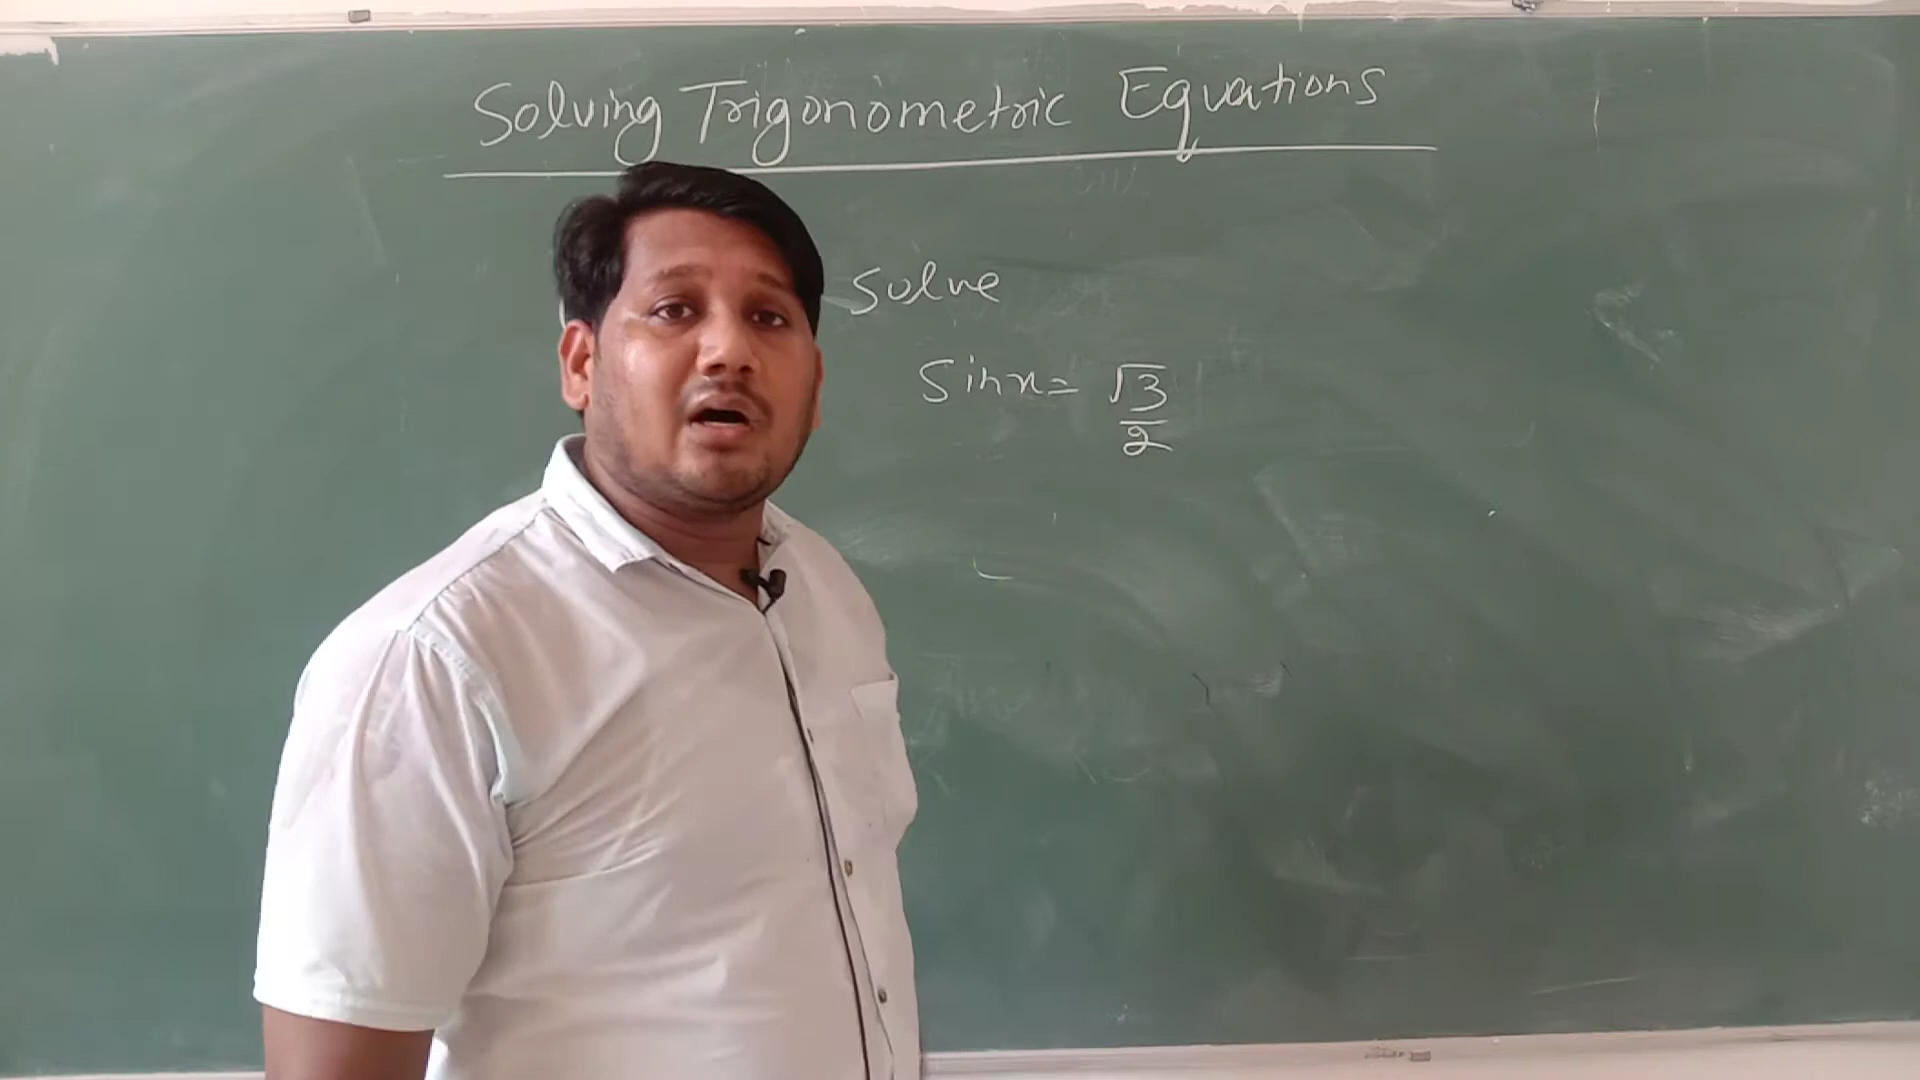 Solving Trigonometric Equations
Solve
Sinx = √3/2